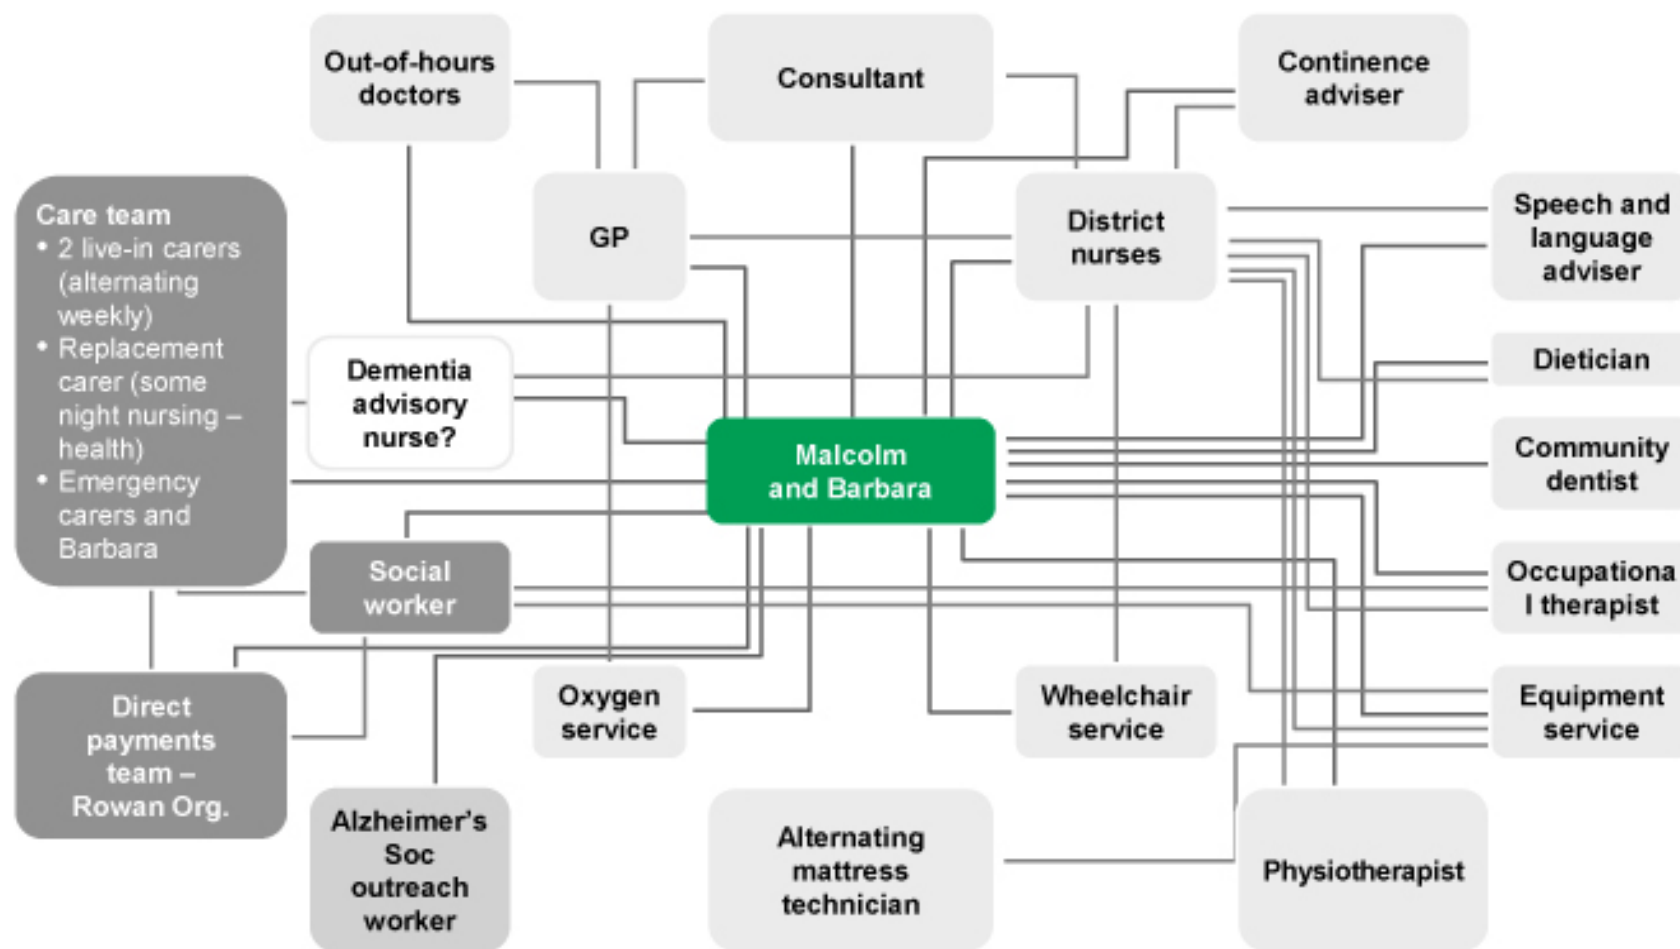 Out-of-hours
doctors
Consultant
Continence
adviser
Care team
• 2 live-in carers
(alternating
weekly)
• Replacement
carer (some
night nursing –
health)
• Emergency
carers and
Barbara
GP
District
nurses
Speech and
language
adviser
Dementia
advisory
nurse?
Dietician
Malcolm
and Barbara
Community
dentist
Social
worker
Occupationa
l therapist
Direct
payments
team –
Rowan Org.
Oxygen
service
Wheelchair
service
Equipment
service
Alzheimer's
Soc
outreach
worker
Alternating
mattress
technician
Physiotherapist